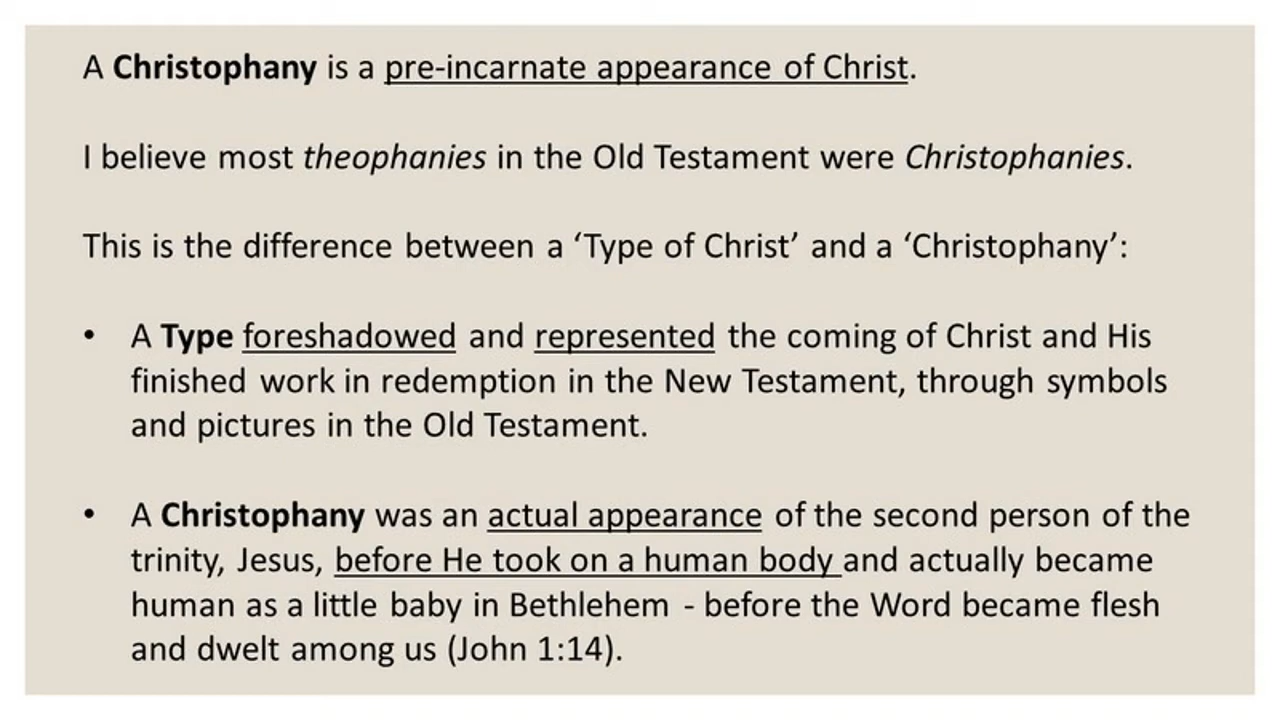 A Christophany is a pre-incarnate appearance of Christ.
I believe most theophanies in the Old Testament were Christophanies.
This is the difference between a ‘Type of Christ’ and a ‘Christophany’:
• A Type foreshadowed and represented the coming of Christ and His
finished work in redemption in the New Testament, through symbols
and pictures in the Old Testament.
• A Christophany was an actual appearance of the second person of the
trinity, Jesus, before He took on a human body and actually became
human as a little baby in Bethlehem - before the Word became flesh
and dwelt among us (John 1:14).